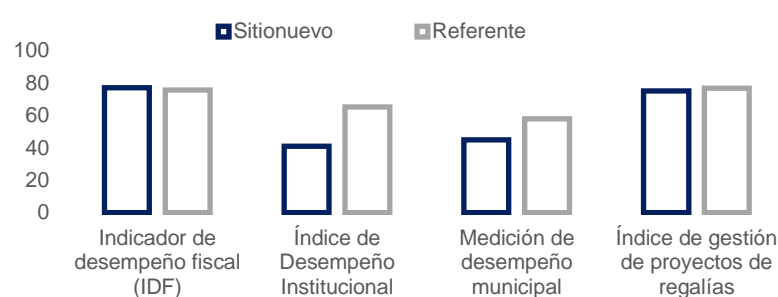 Sitionuevo Referente
100
80
60
40
20
0
Indicador de
desempeño fiscal
(IDF)
Índice de
Desempeño
Institucional
Medición de
desempeño
municipal
Índice de gestión
de proyectos de
regalías